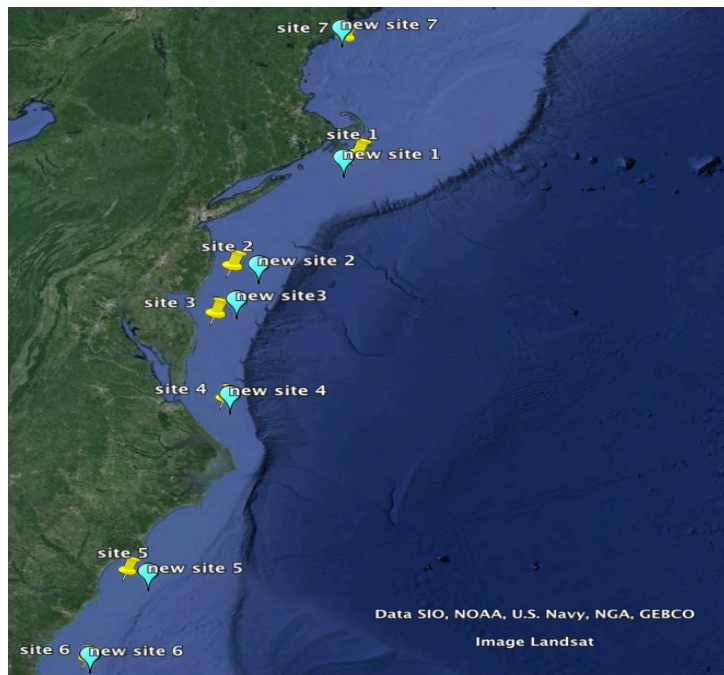 site 7 new site 7
site 1
new site 1
site 2
new site 2
new site3
site 3
site 4 new site 4
site 5
new site 5
Data SIO, NOAA, U.S. Navy, NGA, GEBCO
Image Landsat
site 6 new site 6